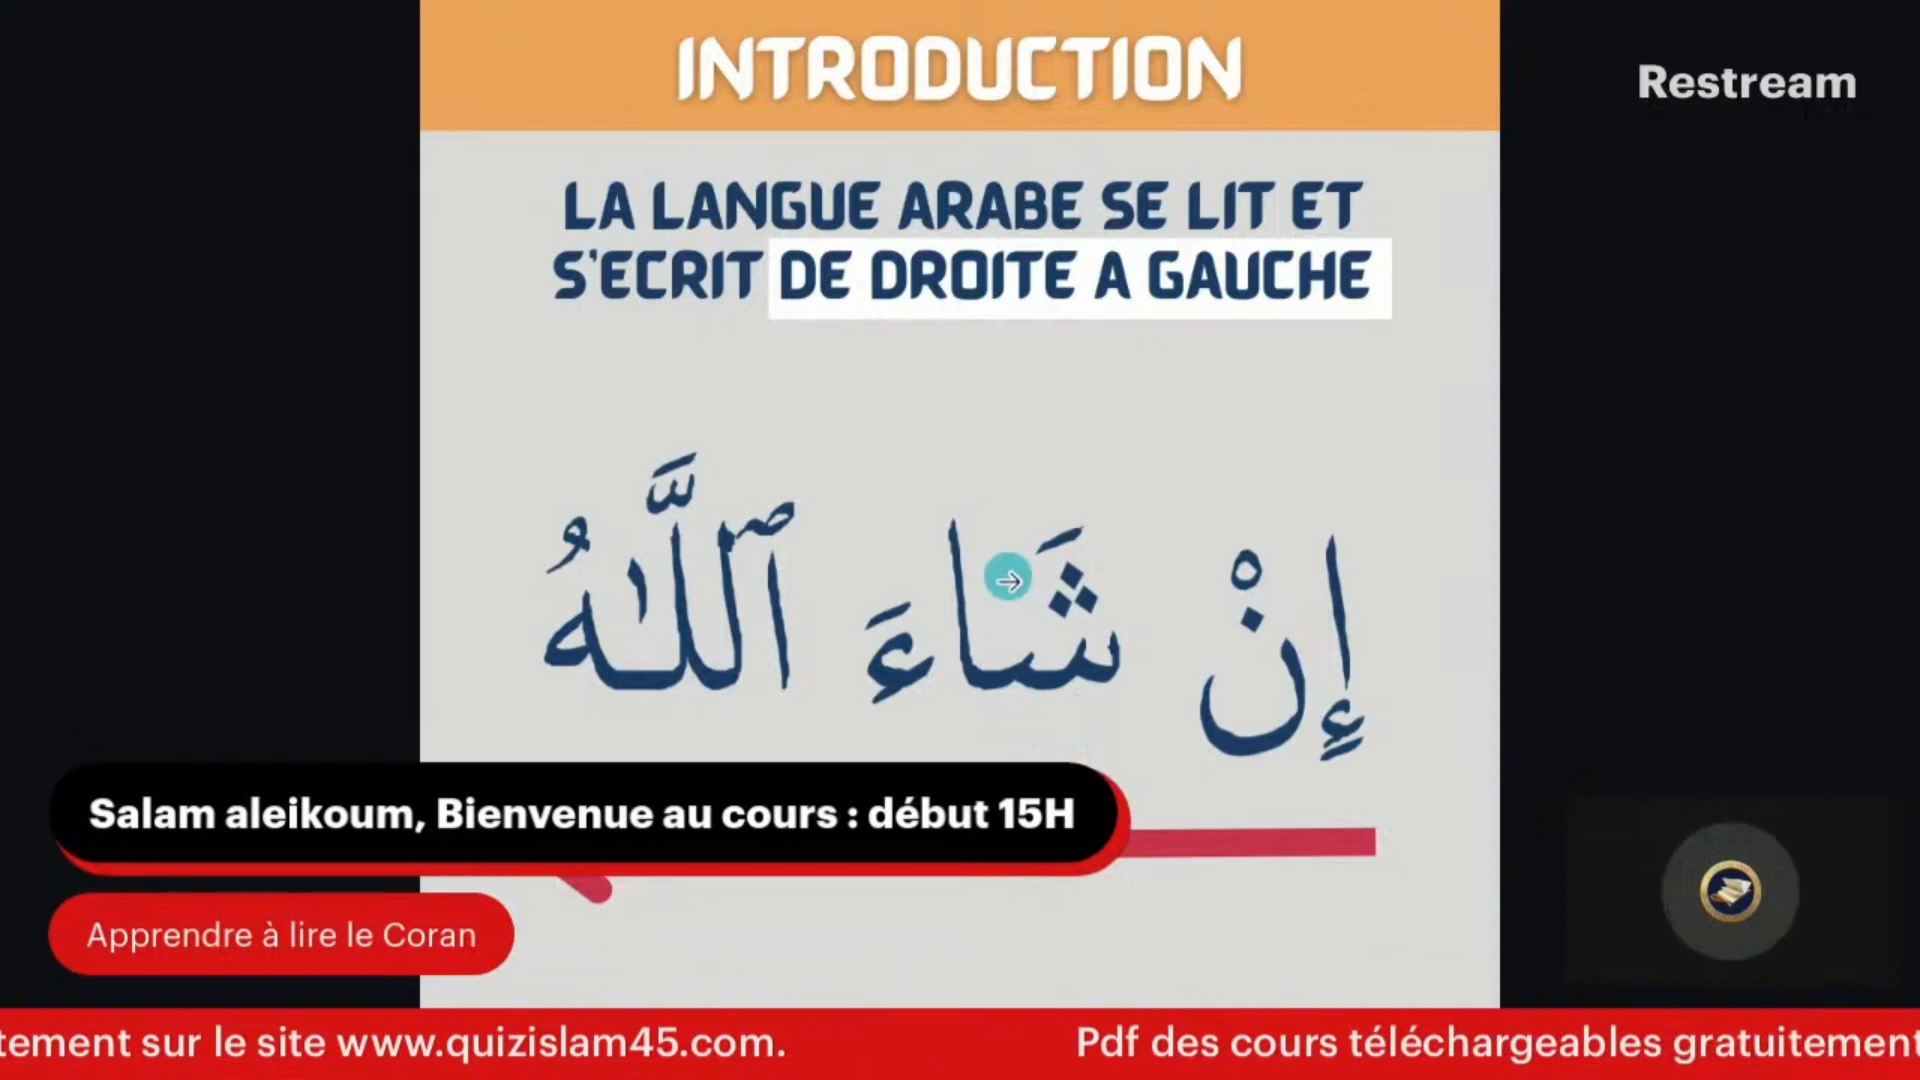 INTRODUCTION
Restream
LA LANGUE ARABE SE LIT ET
S'ECRIT DE DROITE A GAUCHE
إِنْ شَاءَ ٱللَّٰهُ
Salam aleikoum, Bienvenue au cours : début 15H
Apprendre à lire le Coran
tement sur le site www.quizislam45.com. Pdf des cours téléchargeables gratuitement